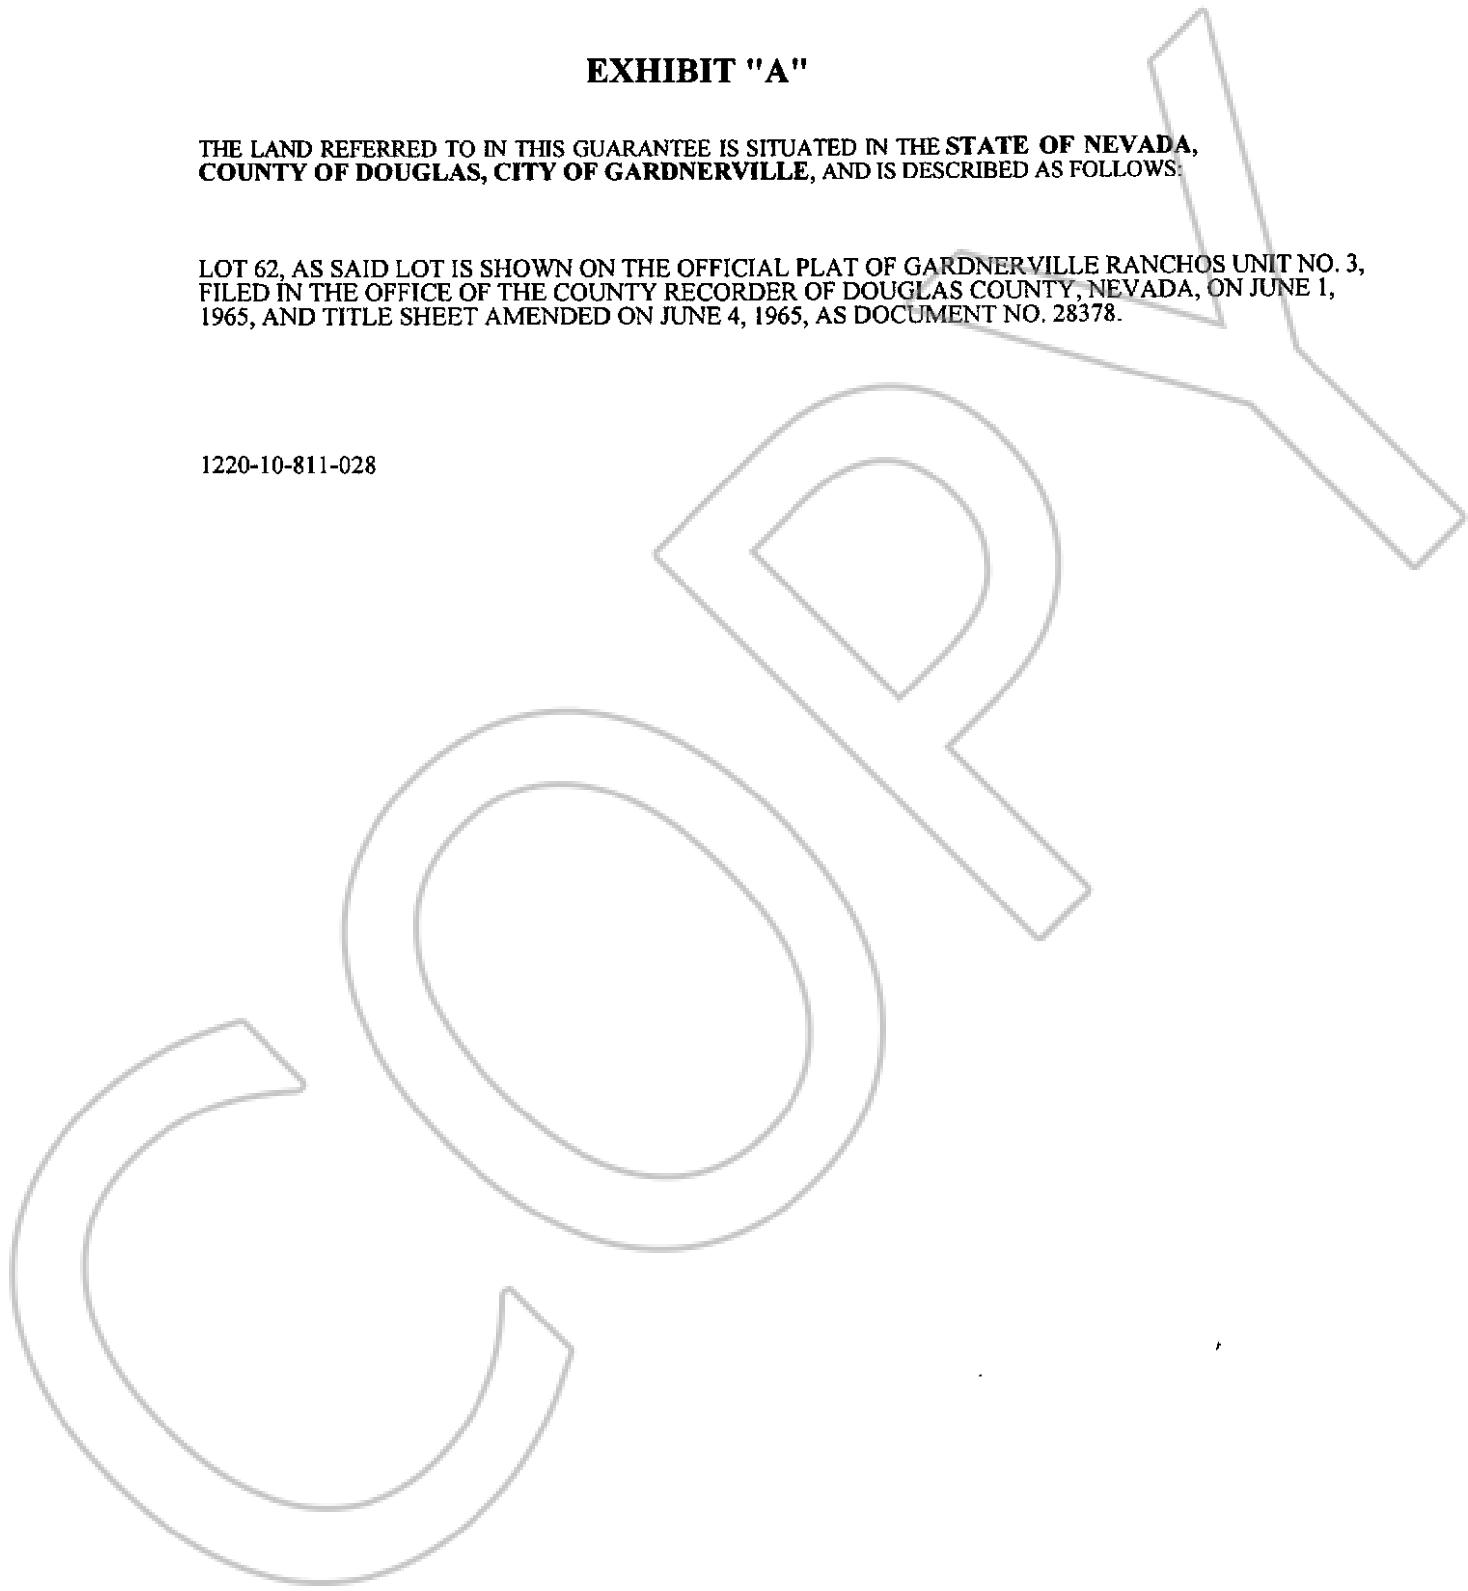 EXHIBIT "A"
THE LAND REFERRED TO IN THIS GUARANTEE IS SITUATED IN THE STATE OF NEVADA,
COUNTY OF DOUGLAS, CITY OF GARDNERVILLE, AND IS DESCRIBED AS FOLLOWS:
LOT 62, AS SAID LOT IS SHOWN ON THE OFFICIAL PLAT OF GARDNERVILLE RANCHOS UNIT NO. 3,
FILED IN THE OFFICE OF THE COUNTY RECORDER OF DOUGLAS COUNTY, NEVADA, ON JUNE 1,
1965, AND TITLE SHEET AMENDED ON JUNE 4, 1965, AS DOCUMENT NO. 28378.
1220-10-811-028
COPY